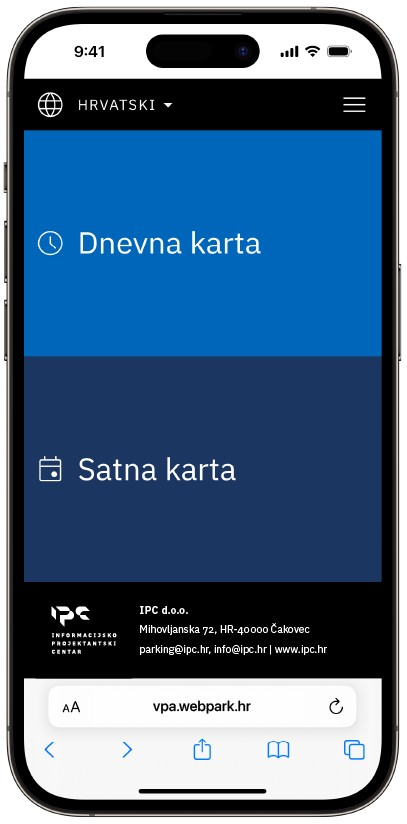 9:41
HRVATSKI
Dnevna karta
Satna karta
IPC
INFORMACIJSKO
PROJEKTANTSKI
CENTAR
IPC d.o.o.
Mihovljanska 72, HR-40000 Čakovec
parking@ipc.hr, info@ipc.hr | www.ipc.hr
AA
vpa.webpark.hr